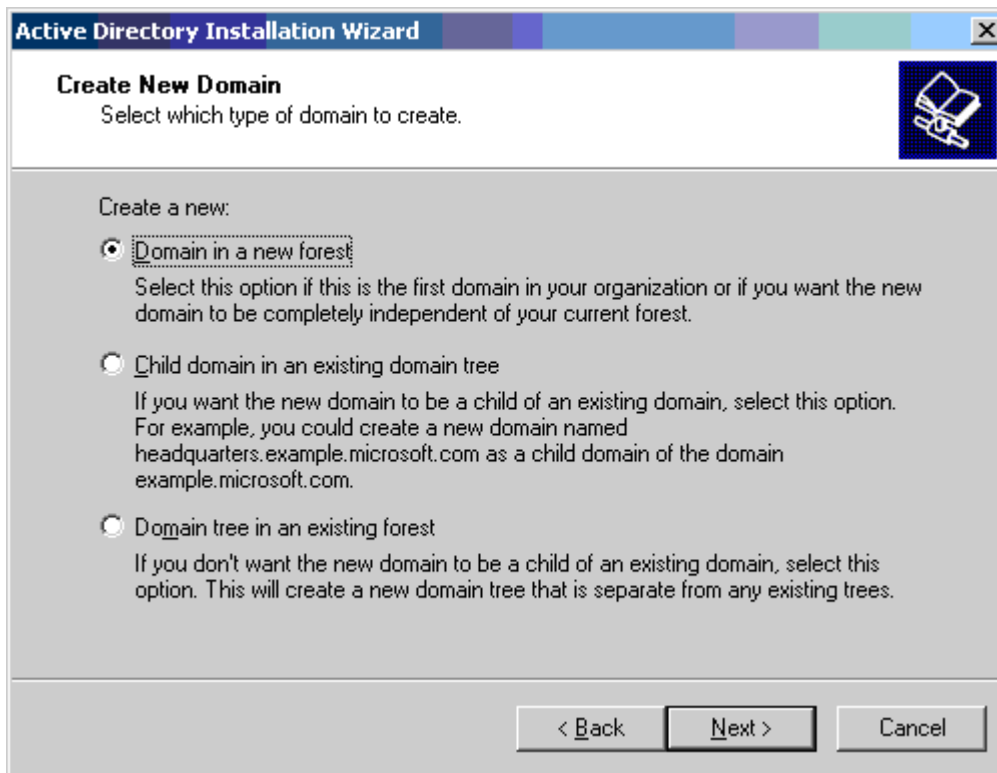 Active Directory Installation Wizard
Create New Domain
Select which type of domain to create.
Create a new:
Domain in a new forest
Select this option if this is the first domain in your organization or if you want the new
domain to be completely independent of your current forest.
Child domain in an existing domain tree
If you want the new domain to be a child of an existing domain, select this option.
For example, you could create a new domain named
headquarters.example.microsoft.com as a child domain of the domain
example.microsoft.com.
Domain tree in an existing forest
If you don't want the new domain to be a child of an existing domain, select this
option. This will create a new domain tree that is separate from any existing trees.
< Back Next > Cancel